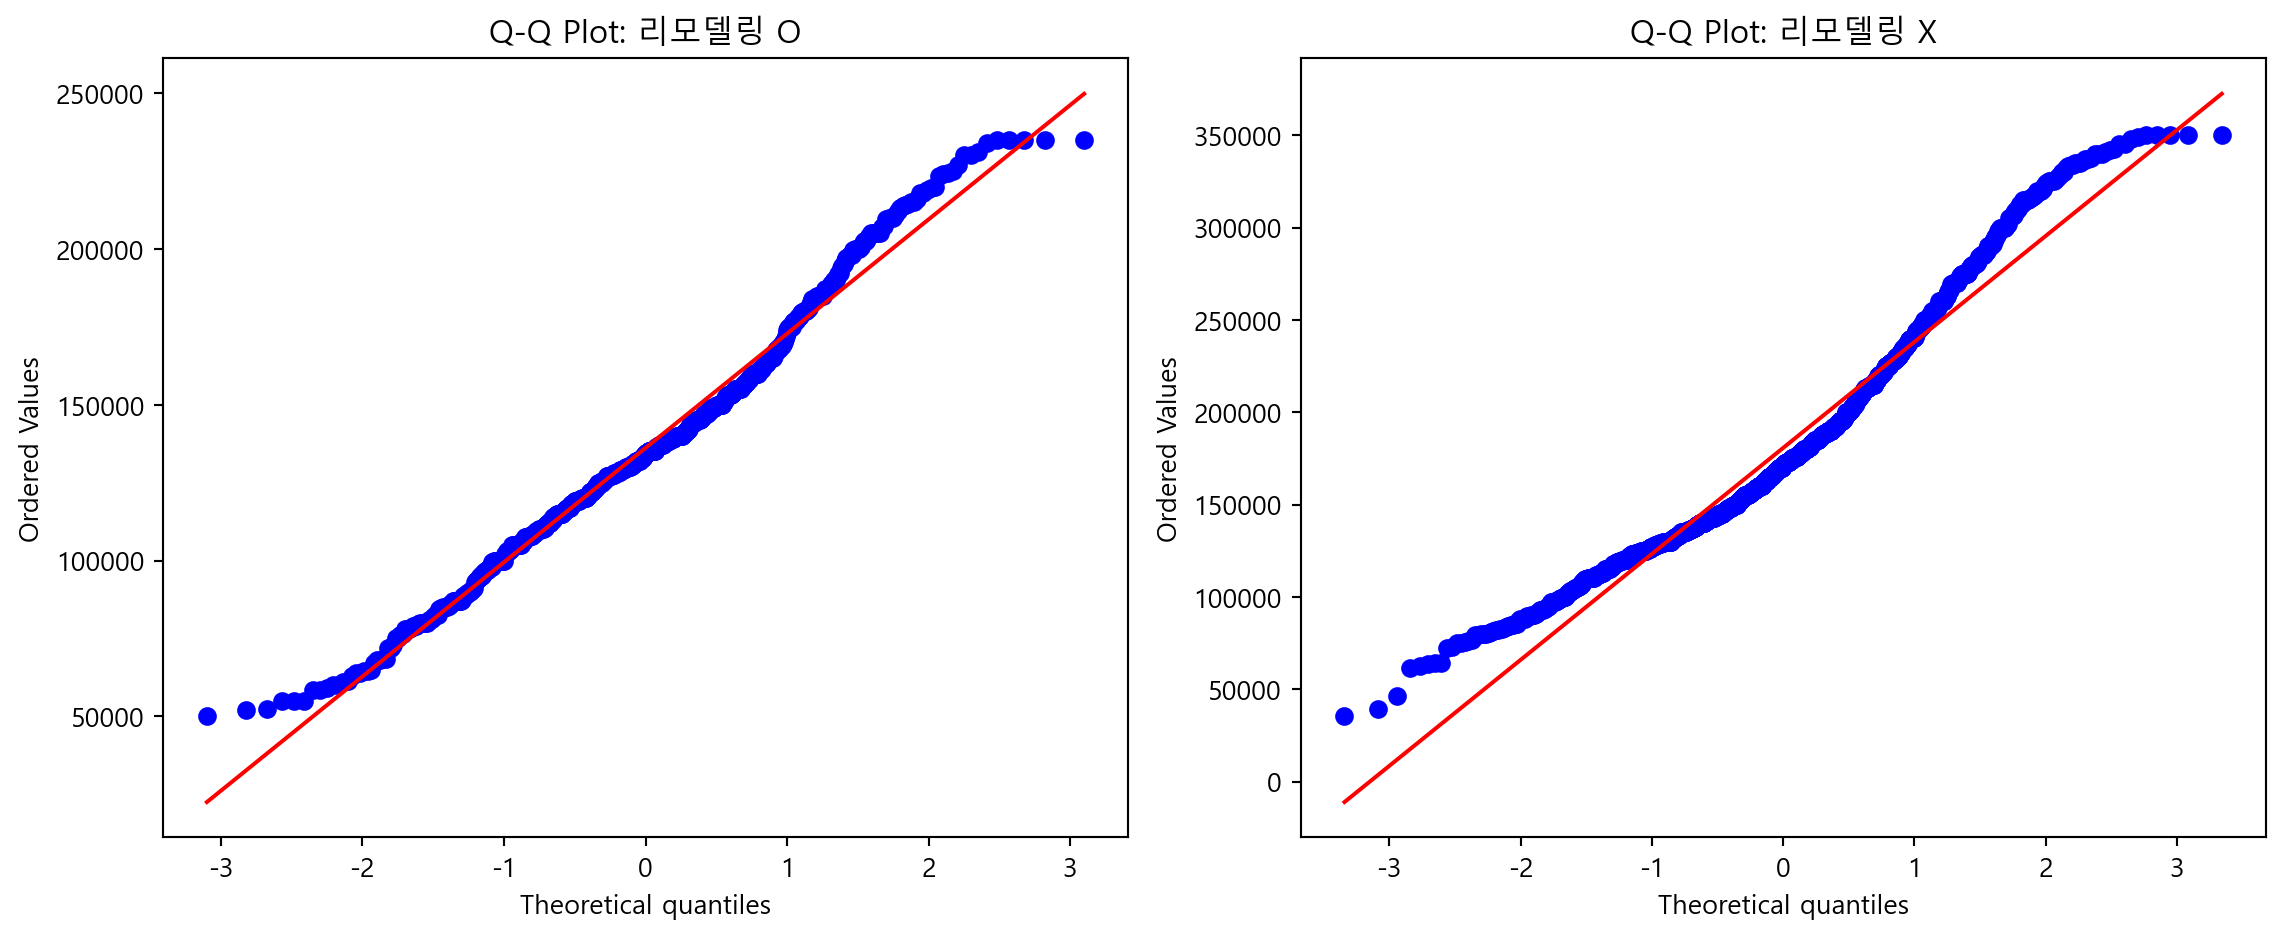 Q-Q Plot: 리모델링 O
250000
200000
150000
100000
50000
Ordered Values
-3 -2 -1 0 1 2 3
Theoretical quantiles
Q-Q Plot: 리모델링 X
350000
300000
250000
200000
150000
100000
50000
0
Ordered Values
-3 -2 -1 0 1 2 3
Theoretical quantiles